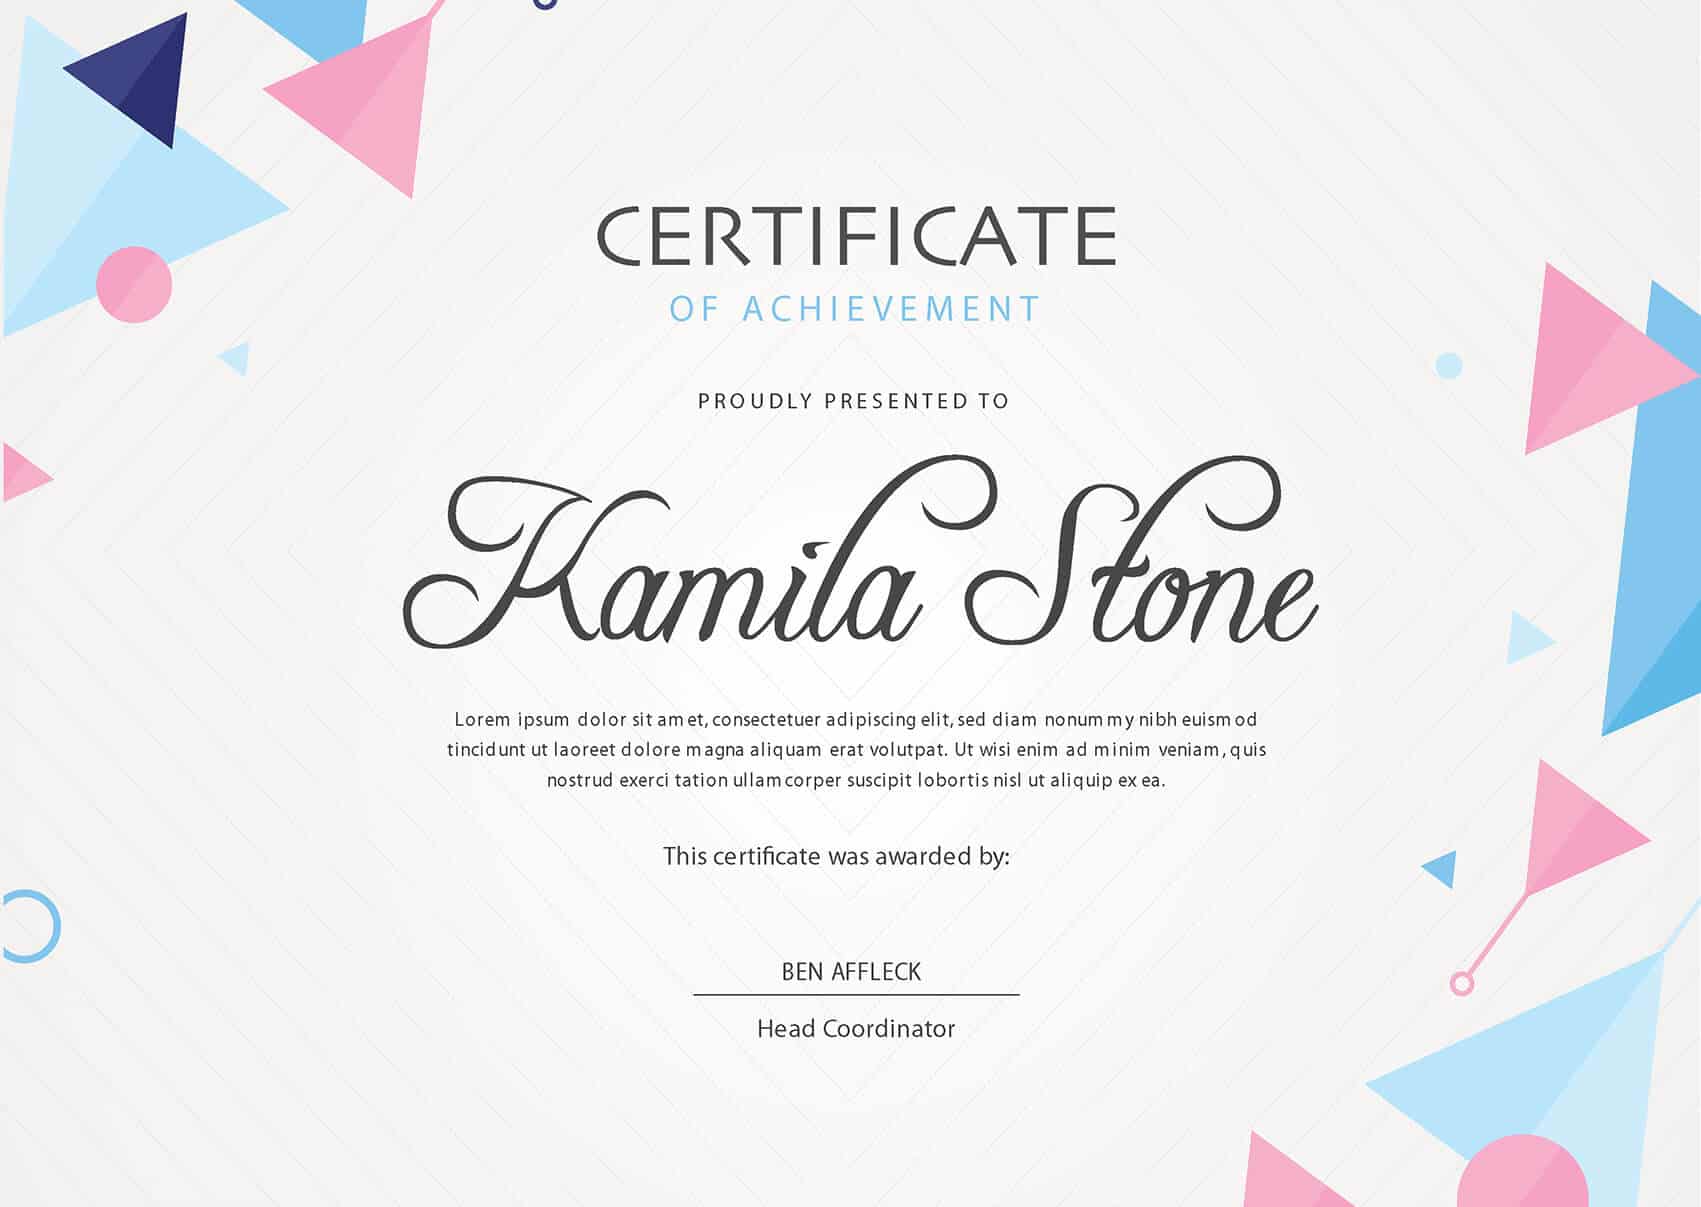 CERTIFICATE
OF ACHIEVEMENT
PROUDLY PRESENTED TO
Kamila Stone
Lorem ipsum dolor sit amet, consectetuer adipiscing elit, sed diam nonummy nibh euismod
tincidunt ut laoreet dolore magna aliquam erat volutpat. Ut wisi enim ad minim veniam, quis
nostrud exerci tation ullamcorper suscipit lobortis nisl ut aliquip ex ea.
This certificate was awarded by:
BEN AFFLECK
Head Coordinator